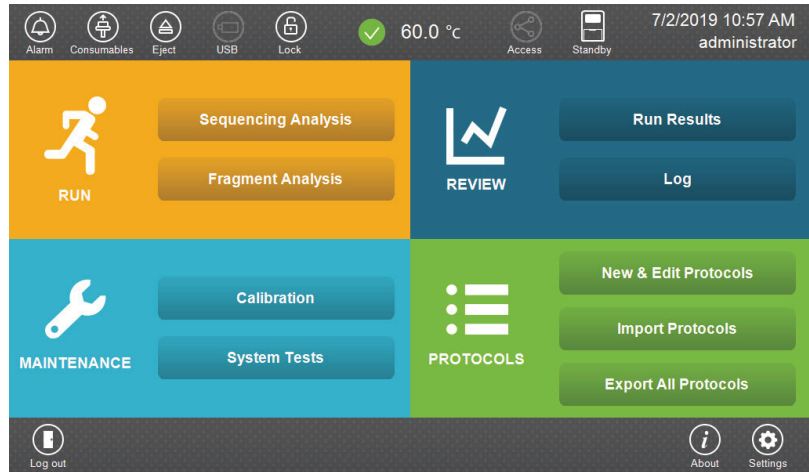 7/2/2019 10:57 AM
60.0 °c
administrator
Alarm Consumables Eject USB Lock Access Standby
RUN
Sequencing Analysis
Fragment Analysis
REVIEW
Run Results
Log
MAINTENANCE
Calibration
System Tests
PROTOCOLS
New & Edit Protocols
Import Protocols
Export All Protocols
Log out
i
About Settings